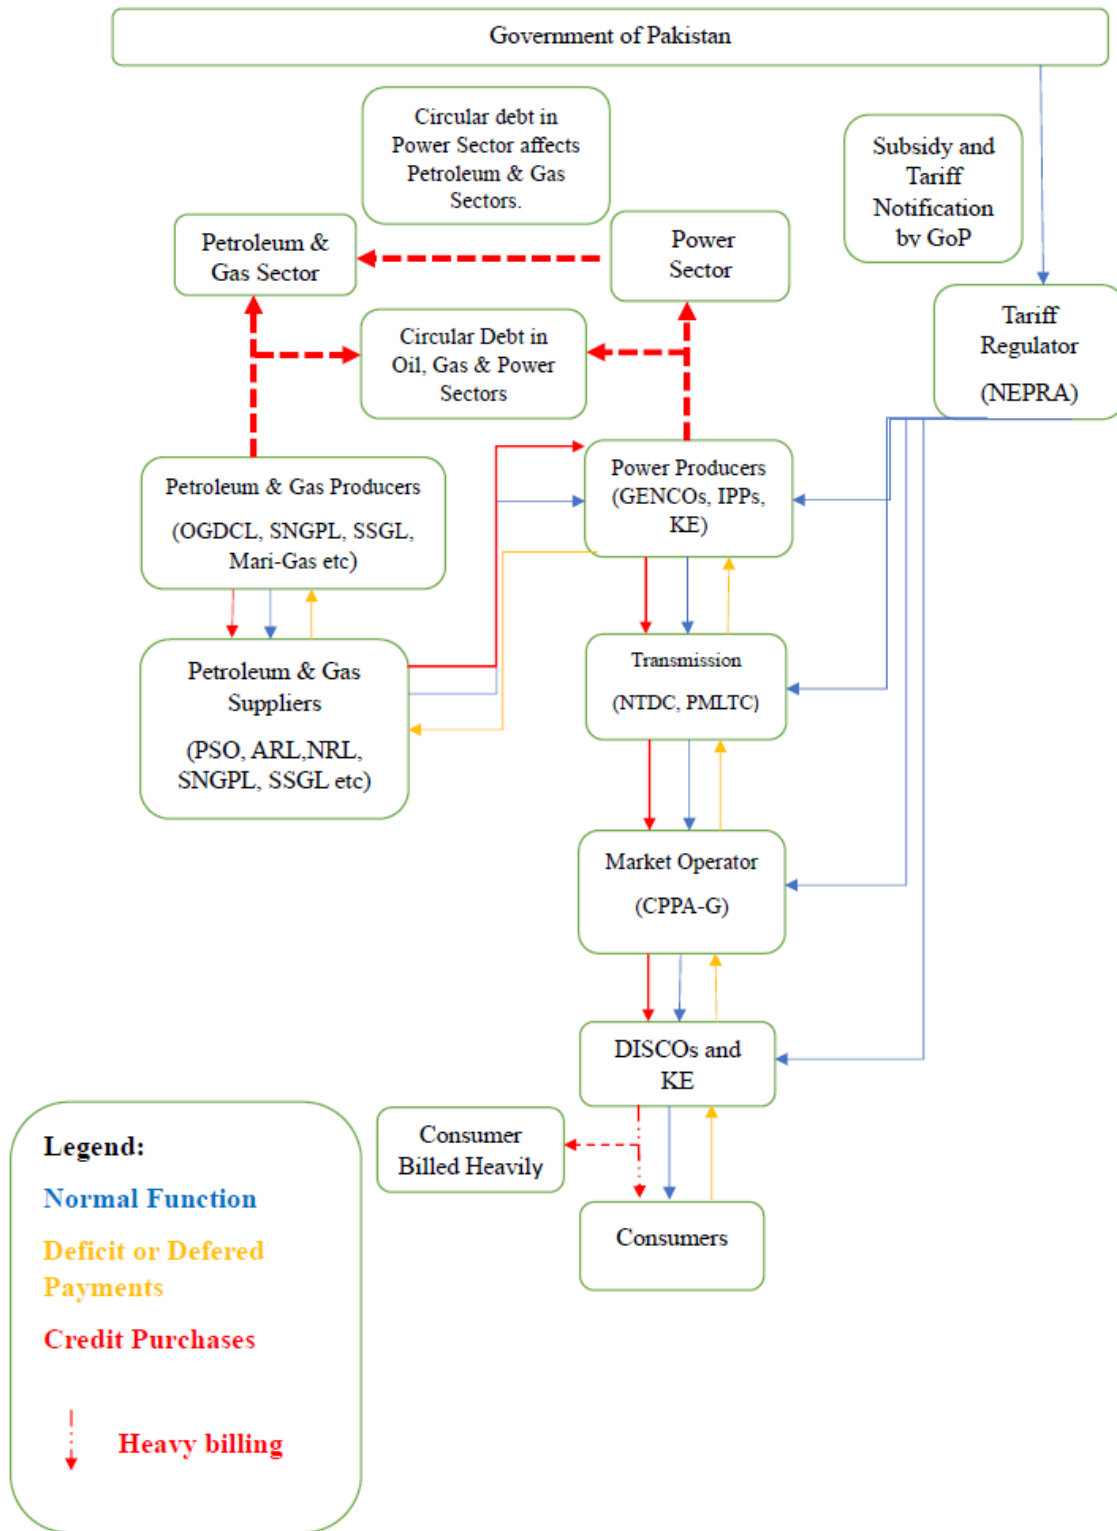 Government of Pakistan
Circular debt in
Power Sector affects
Petroleum & Gas
Sectors.
Subsidy and
Tariff
Notification
by GoP
Petroleum &
Gas Sector
Power
Sector
Circular Debt in
Oil, Gas & Power
Sectors
Tariff
Regulator
(NEPRA)
Petroleum & Gas Producers
(OGDCL, SNGPL, SSGL,
Mari-Gas etc)
Power Producers
(GENCOs, IPPs,
KE)
Petroleum & Gas
Suppliers
(PSO, ARL,NRL,
SNGPL, SSGL etc)
Transmission
(NTDC, PMLTC)
Market Operator
(CPPA-G)
DISCOs and
KE
Consumer
Billed Heavily
Consumers
Legend:
Normal Function
Deficit or Defered
Payments
Credit Purchases
Heavy billing